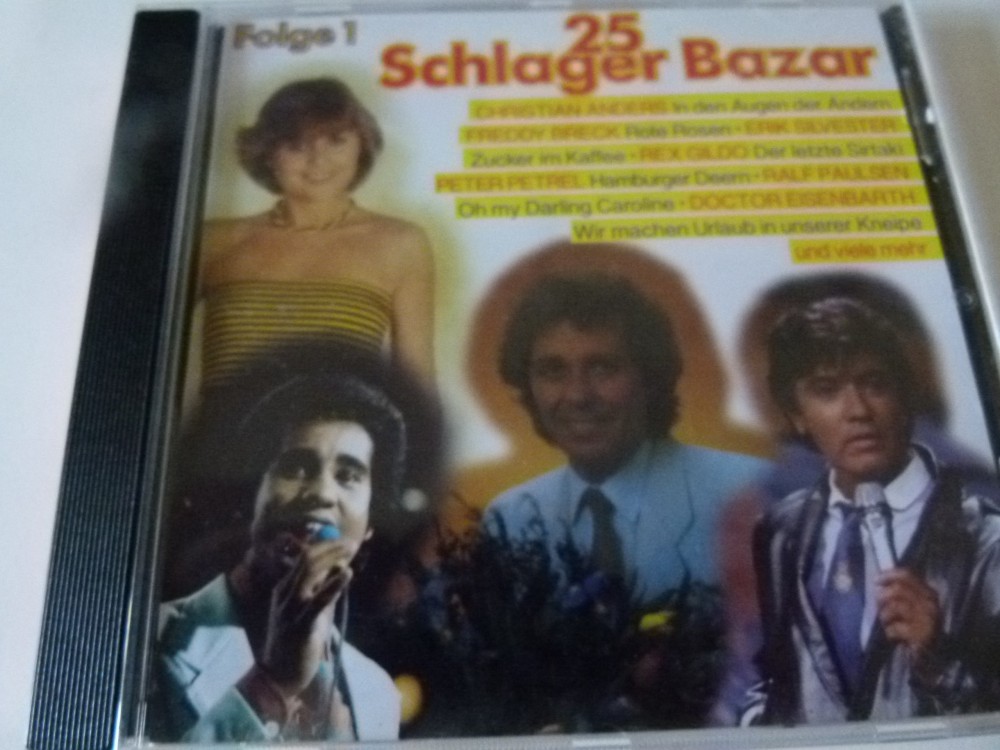 Folge 1
25
Schlager Bazar
CHRISTIAN ANDERS In den Augen der Andern
FREDDY BRECK Rote Rosen · ERIK SILVESTER
Zucker im Kaffee · REX GILDO Der letzte Sirtaki
PETER PETREL Hamburger Deern · RALF PAULSEN
Oh my Darling Caroline · DOCTOR EISENBARTH
Wir machen Urlaub in unserer Kneipe
und viele mehr